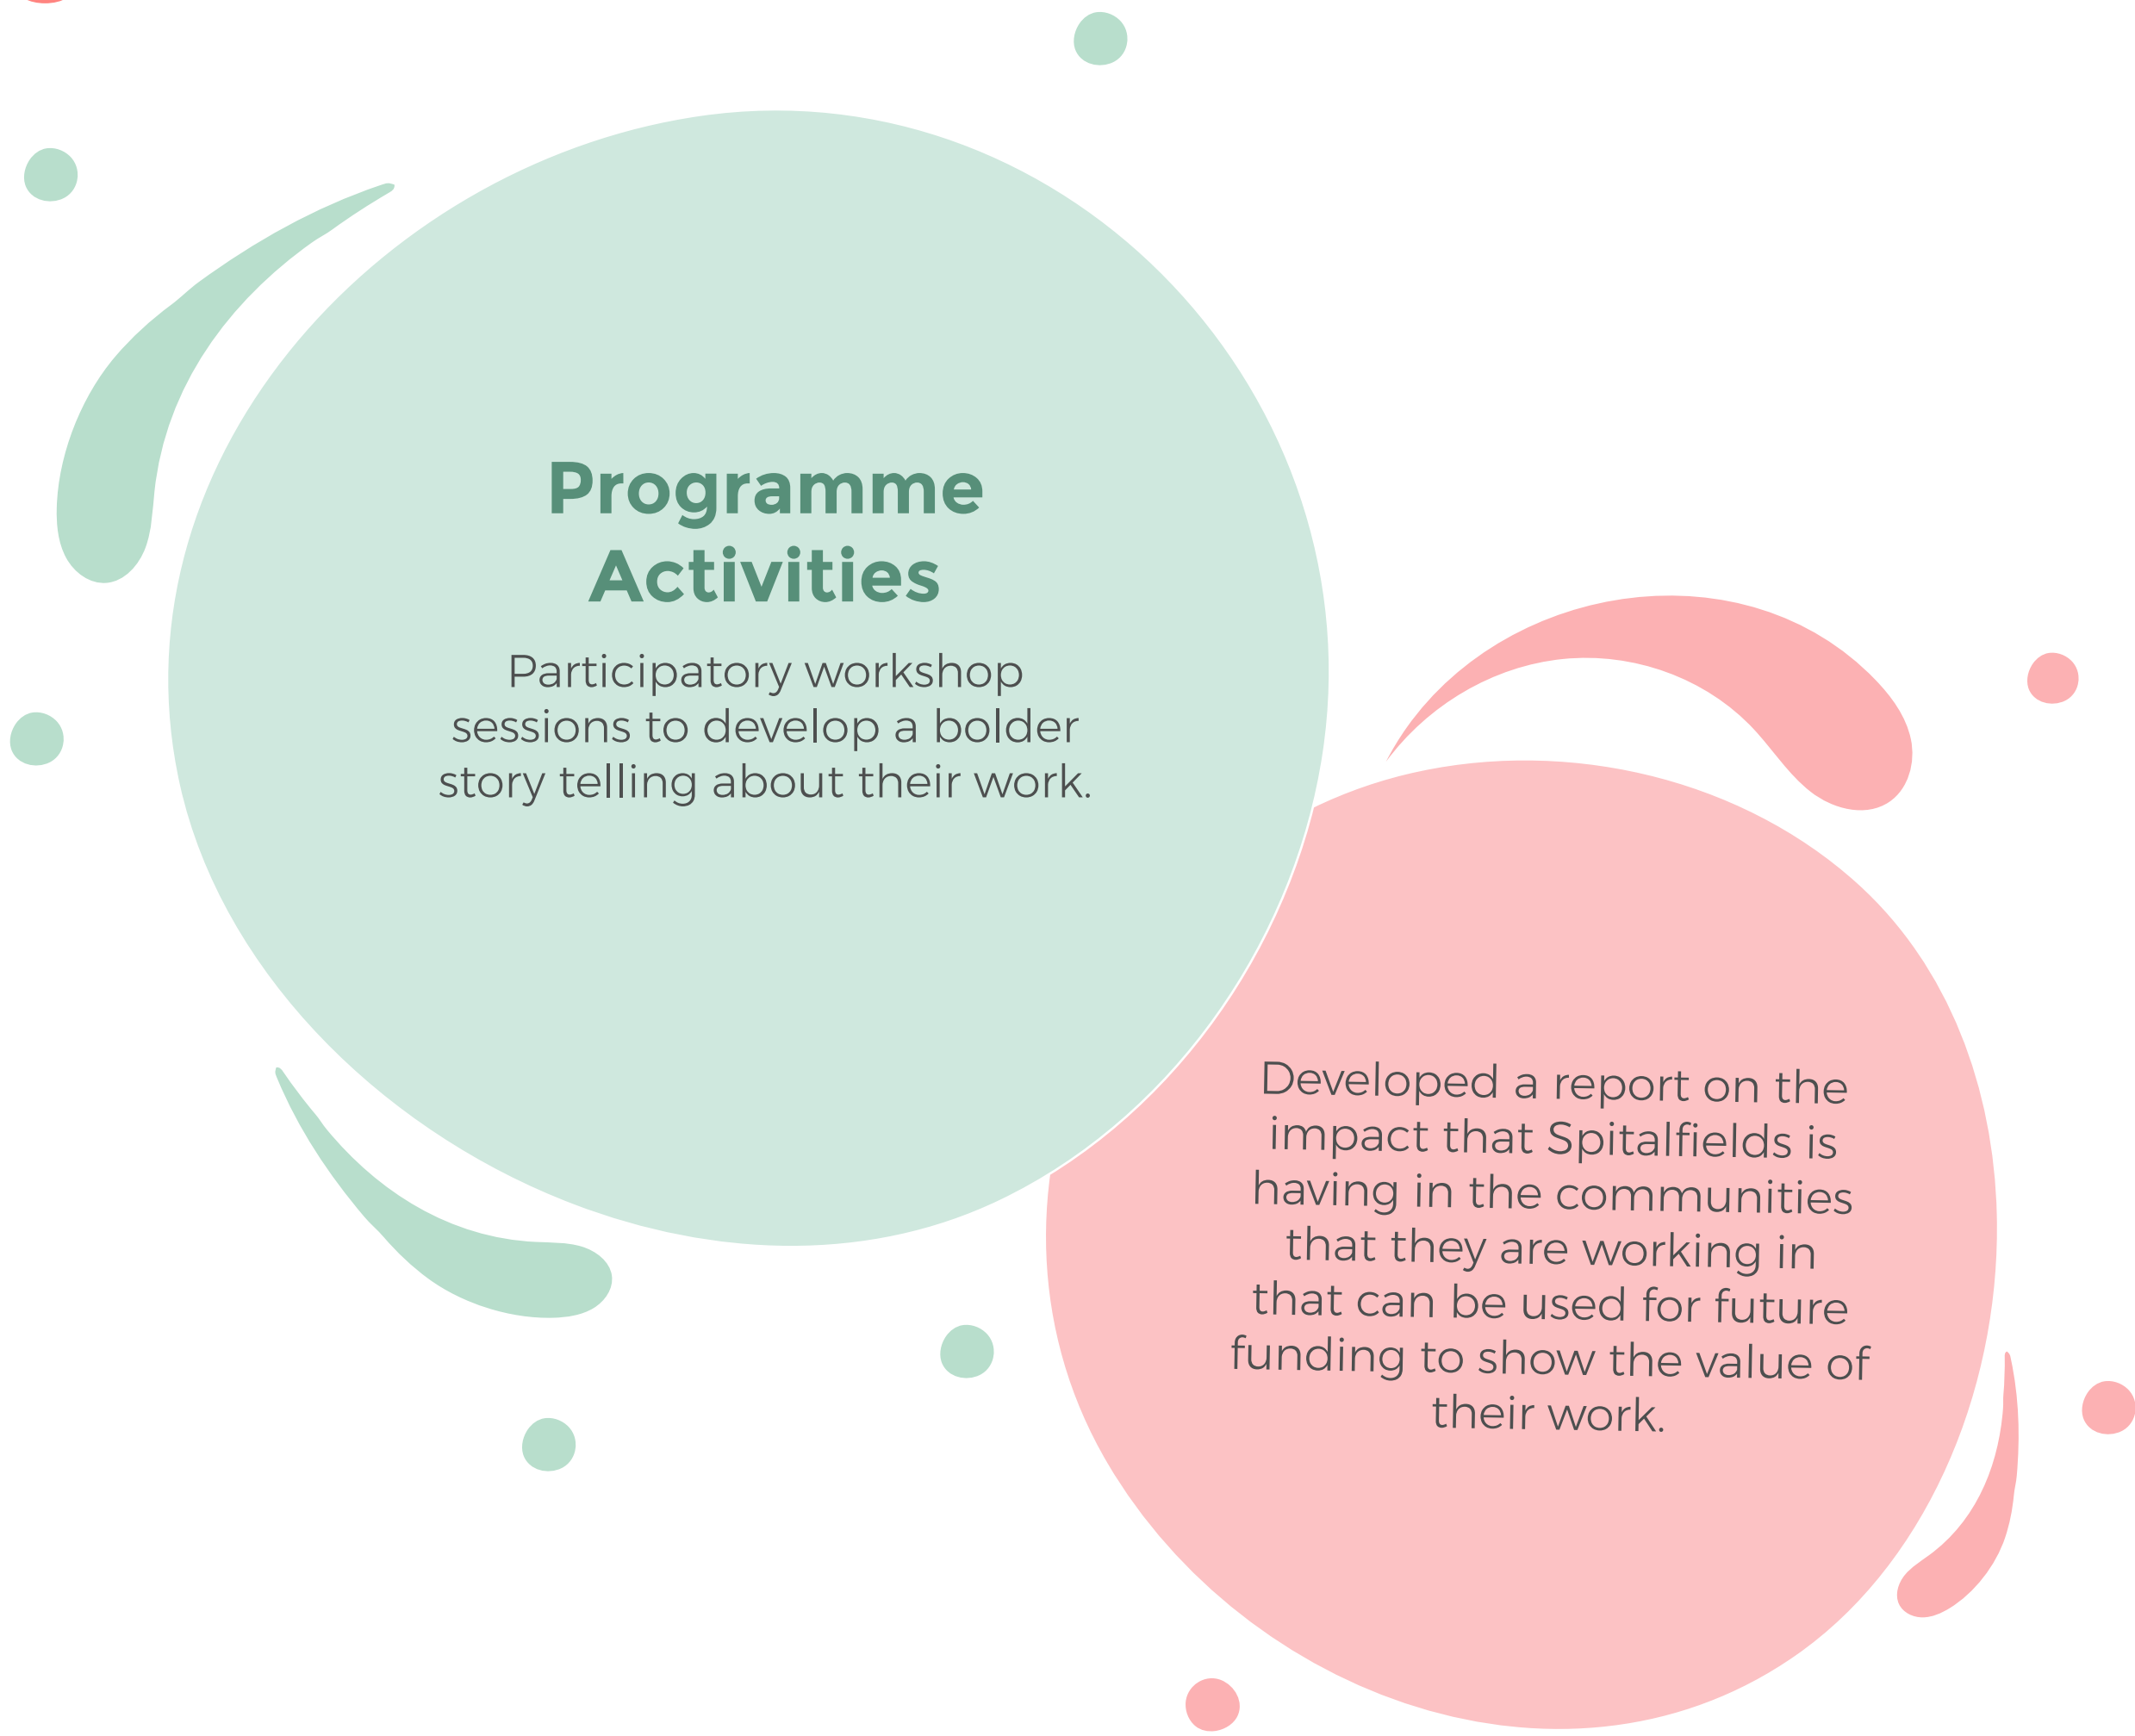 Programme
Activities
Participatory workshop
sessions to develop a bolder
story telling about their work.
Developed a report on the
impact that Spitalfields is
having in the communities
that they are working in
that can be used for future
funding to show the value of
their work.